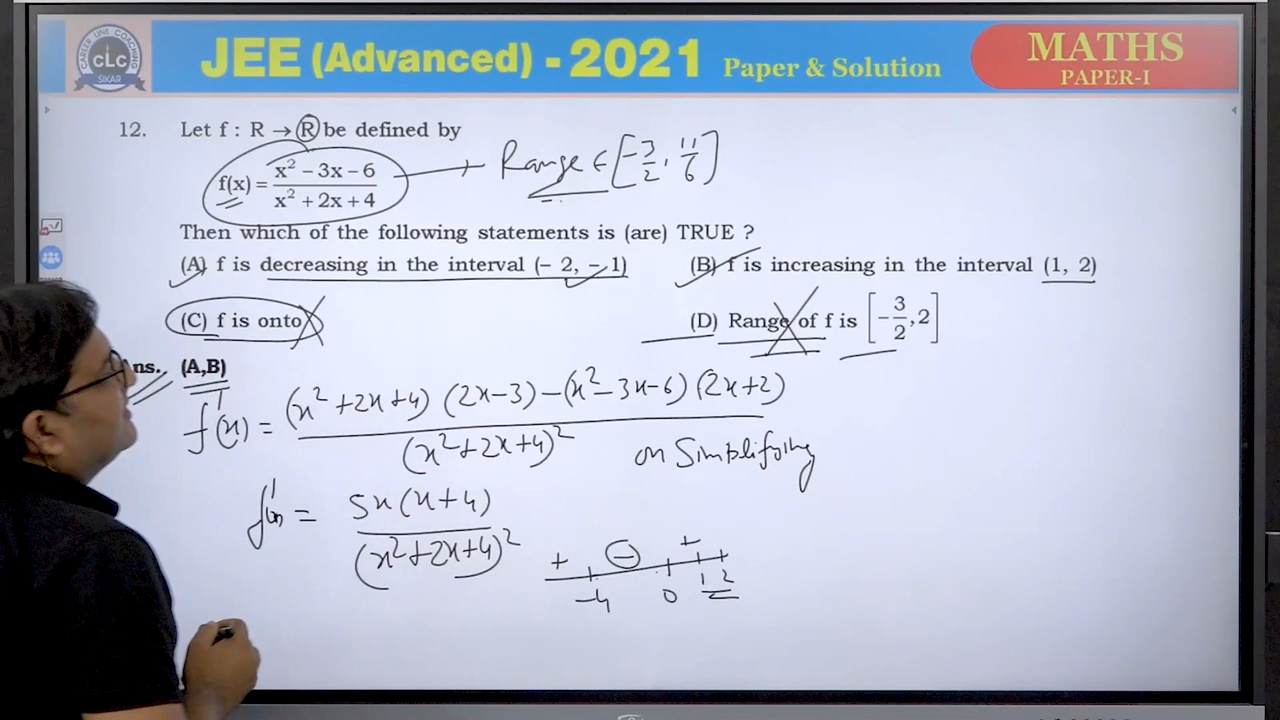 CAREER LINE COACHING
CLC
SIKAR
JEE (Advanced) - 2021 Paper & Solution
MATHS
PAPER-I
12. Let f : R → R be defined by
f(x) = (x² – 3x – 6)/(x² + 2x + 4)
Range ∈ [-3/2, 11/6]
Then which of the following statements is (are) TRUE ?
(A) f is decreasing in the interval (– 2, – 1) (B) f is increasing in the interval (1, 2)
(C) f is onto (D) Range of f is [-3/2, 2]
Ans. (A,B)
f'(x) = ((x²+2x+4) (2x-3) – (x²-3x-6) (2x+2))/(x²+2x+4)²
on Simplifying
f'(x) = 5x(x+4)/(x²+2x+4)²
+ – +
-4 0 1 2